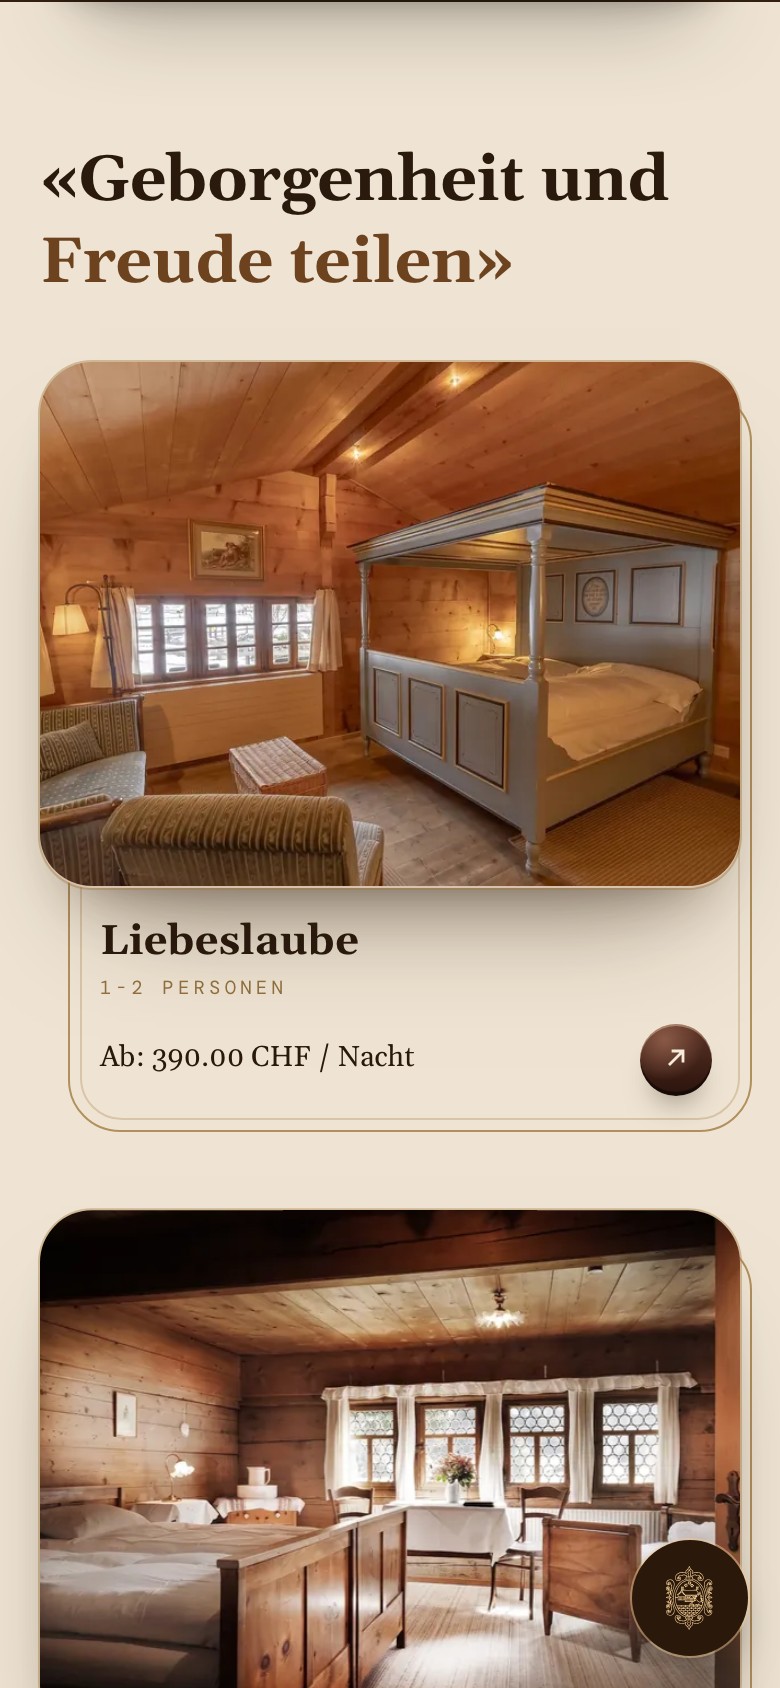 «Geborgenheit und
Freude teilen»
Liebeslaube
1-2 PERSONEN
Ab: 390.00 CHF / Nacht